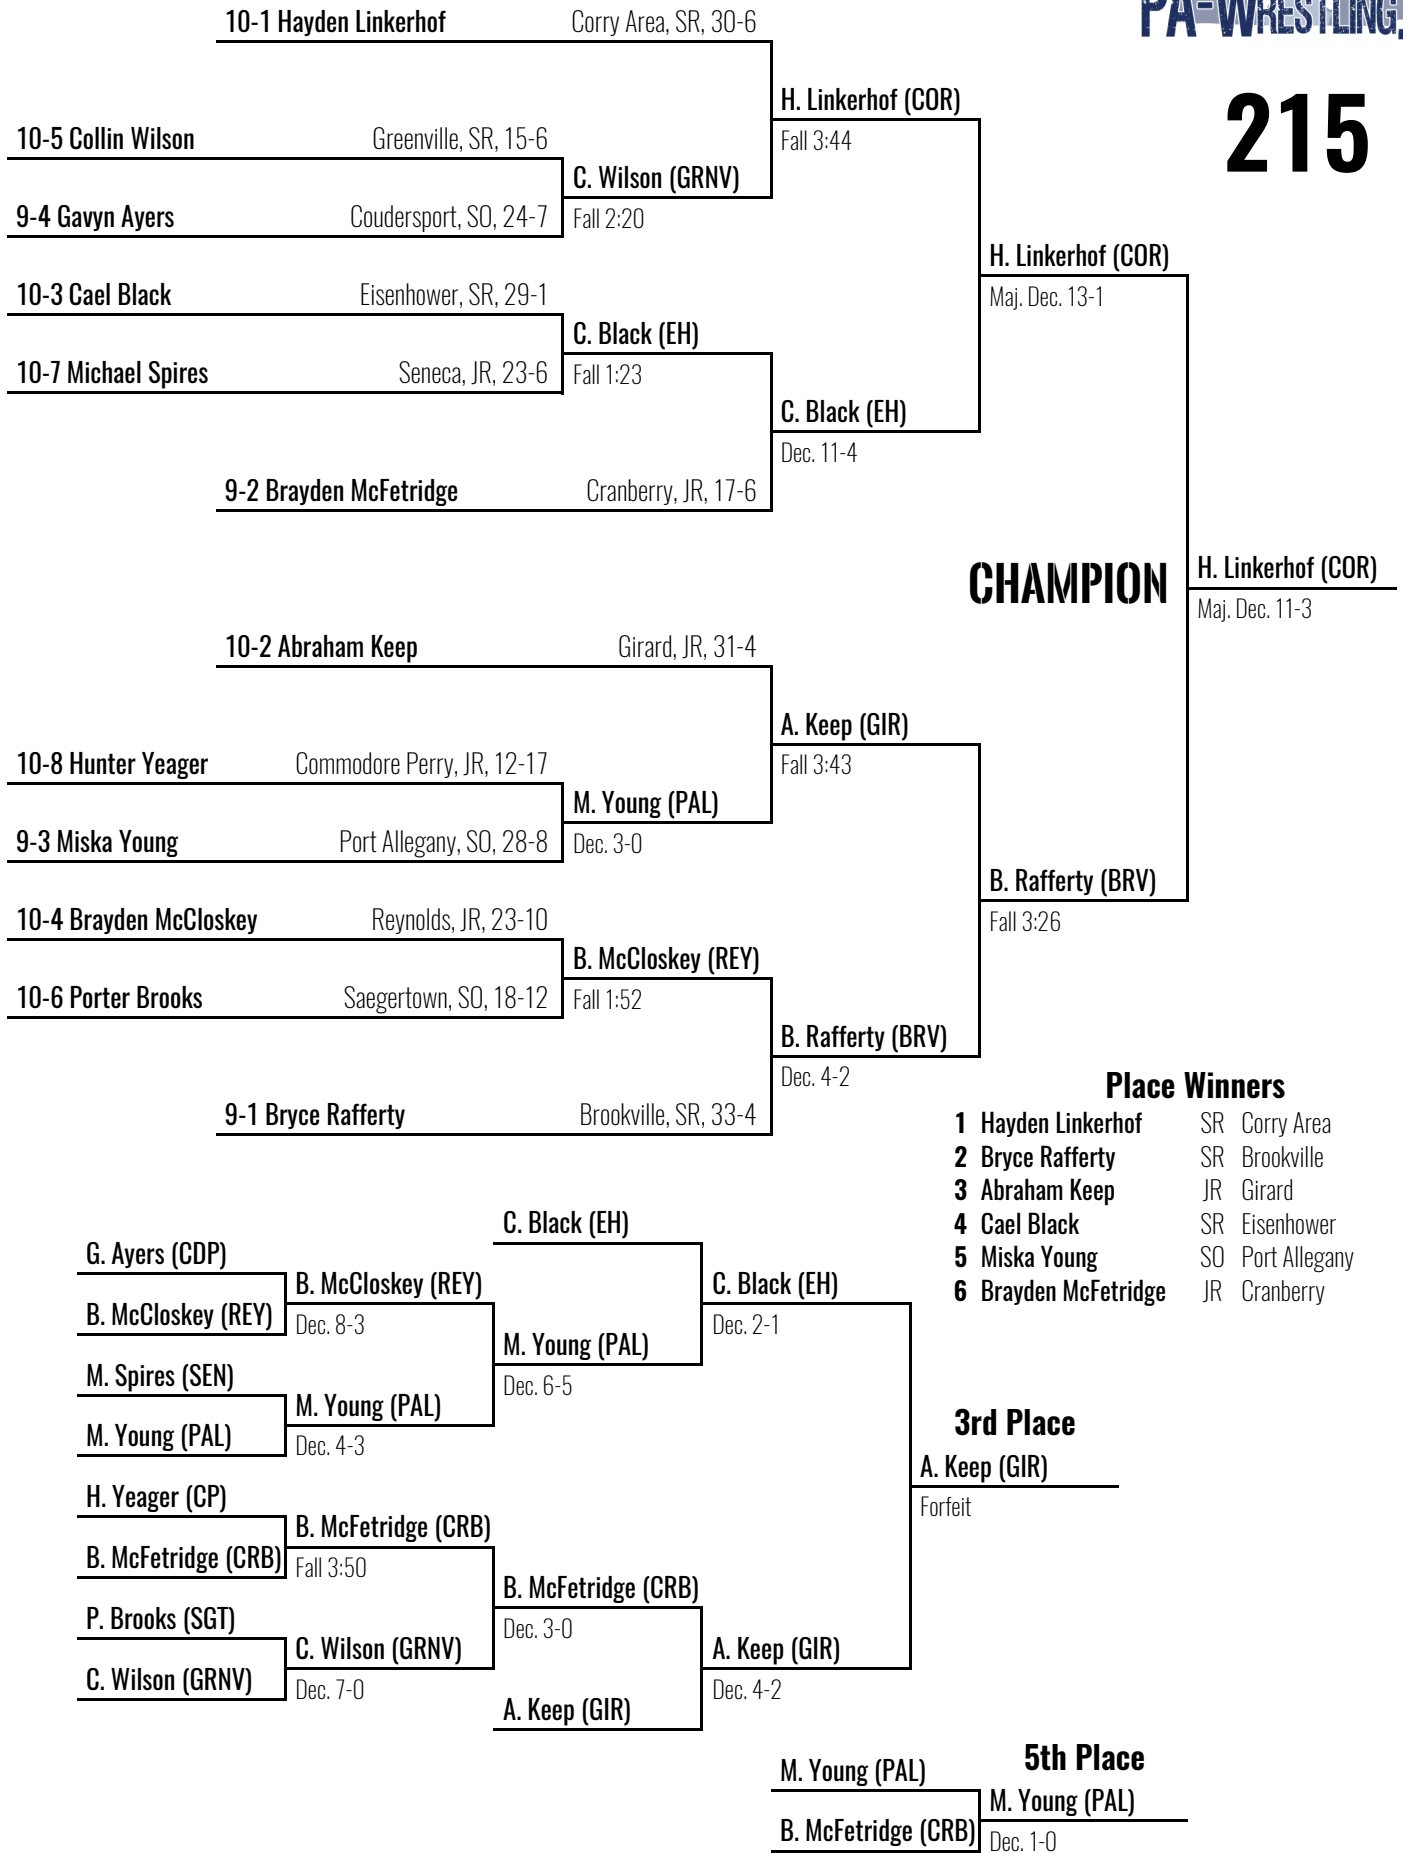 PA-WRESTLING.
215
10-1 Hayden Linkerhof Corry Area, SR, 30-6
H. Linkerhof (COR)
Fall 3:44
10-5 Collin Wilson Greenville, SR, 15-6
C. Wilson (GRNV)
Fall 2:20
9-4 Gavyn Ayers Coudersport, SO, 24-7
H. Linkerhof (COR)
Maj. Dec. 13-1
10-3 Cael Black Eisenhower, SR, 29-1
C. Black (EH)
Fall 1:23
10-7 Michael Spires Seneca, JR, 23-6
C. Black (EH)
Dec. 11-4
9-2 Brayden McFetridge Cranberry, JR, 17-6
CHAMPION
H. Linkerhof (COR)
Maj. Dec. 11-3
10-2 Abraham Keep Girard, JR, 31-4
A. Keep (GIR)
Fall 3:43
10-8 Hunter Yeager Commodore Perry, JR, 12-17
M. Young (PAL)
Dec. 3-0
9-3 Miska Young Port Allegany, SO, 28-8
B. Rafferty (BRV)
Fall 3:26
10-4 Brayden McCloskey Reynolds, JR, 23-10
B. McCloskey (REY)
Fall 1:52
10-6 Porter Brooks Saegertown, SO, 18-12
B. Rafferty (BRV)
Dec. 4-2
9-1 Bryce Rafferty Brookville, SR, 33-4
Place Winners
1 Hayden Linkerhof SR Corry Area
2 Bryce Rafferty SR Brookville
3 Abraham Keep JR Girard
4 Cael Black SR Eisenhower
5 Miska Young SO Port Allegany
6 Brayden McFetridge JR Cranberry
C. Black (EH)
G. Ayers (CDP)
B. McCloskey (REY)
C. Black (EH)
B. McCloskey (REY)
Dec. 8-3
Dec. 2-1
M. Young (PAL)
Dec. 6-5
M. Spires (SEN)
M. Young (PAL)
M. Young (PAL)
Dec. 4-3
3rd Place
A. Keep (GIR)
Forfeit
H. Yeager (CP)
B. McFetridge (CRB)
B. McFetridge (CRB)
Fall 3:50
B. McFetridge (CRB)
Dec. 3-0
P. Brooks (SGT)
C. Wilson (GRNV)
A. Keep (GIR)
C. Wilson (GRNV)
Dec. 7-0
Dec. 4-2
A. Keep (GIR)
5th Place
M. Young (PAL)
M. Young (PAL)
B. McFetridge (CRB)
Dec. 1-0